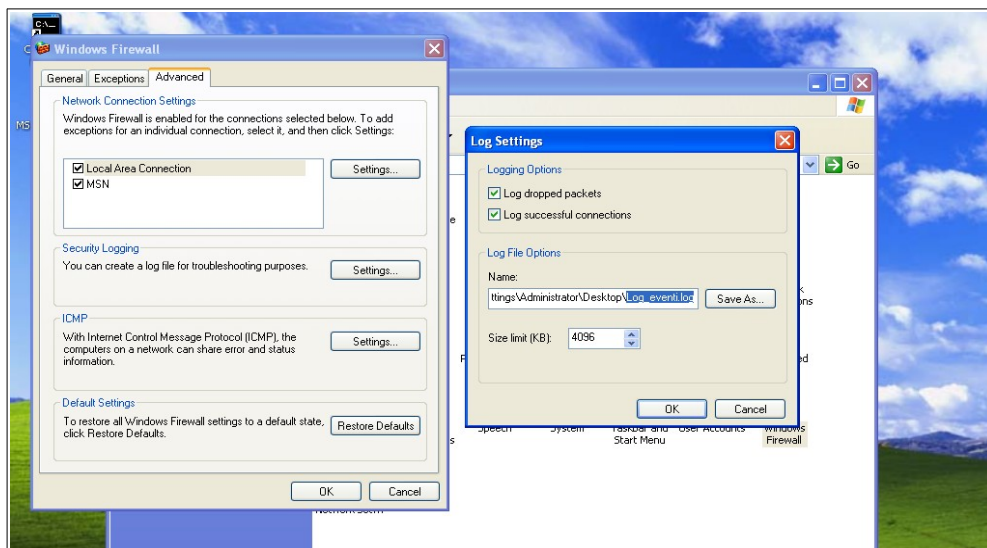 C:\
Windows Firewall
General
Exceptions
Advanced
Network Connection Settings
Windows Firewall is enabled for the connections selected
below. To add
exceptions for an individual connection, select it, and then click Settings:
Local Area Connection
MSN
Settings...
Security Logging
You can create a log file for troubleshooting purposes.
Settings...
ICMP
With Internet Control Message Protocol (ICMP), the
computers on a network can share error and status
information.
Settings...
Default Settings
To restore all Windows Firewall settings to a default state,
click Restore Defaults.
Restore Defaults
OK
Cancel
MS
Log Settings
Logging Options
Log dropped packets
Log successful connections
Log File Options
Name:
ttings\Administrator\Desktop\Log_eventi.log
Save As...
Size limit (KB):
4096
OK
Cancel
Go
Speech
System
Taskbar and
Start Menu
User Accounts
Windows
Firewall